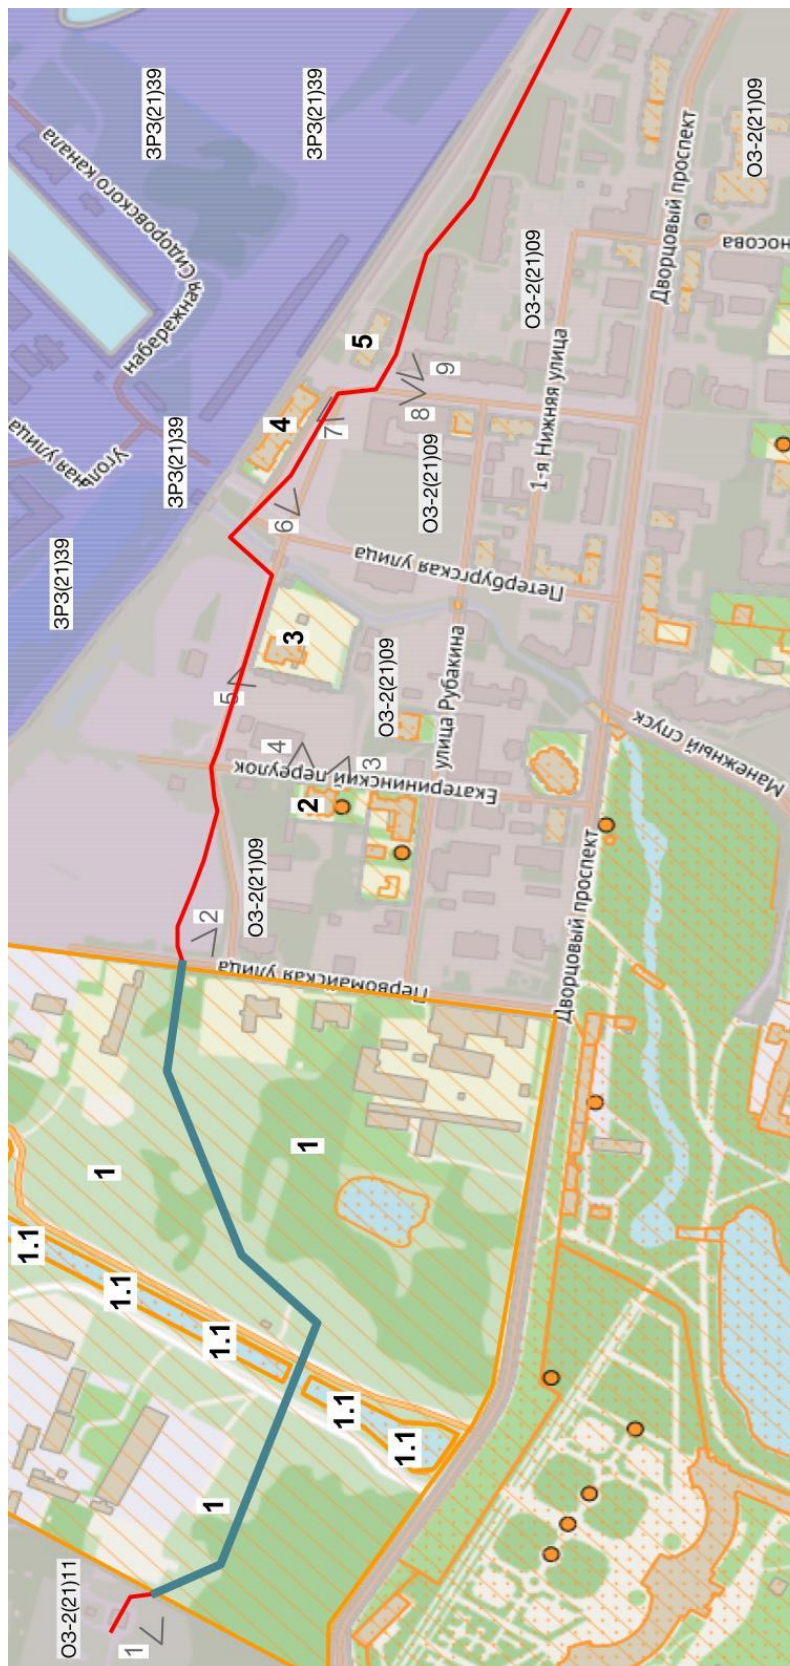 ЗРЗ(21)39
ЗРЗ(21)39
ОЗ-2(21)09
Дворцовый проспект
носова
набережная Сидоровского канала
ЗРЗ(21)39
ЗРЗ(21)39
Уголь
ная улица
ОЗ-2(21)09
1-я Нижняя улица
ОЗ-2(21)09
5
9
8
4
7
6
Петербургская улица
3
5
ОЗ-2(21)09
улица Рубакина
4
3
Екатерининский переулок
2
Манежный спуск
Дворцовый проспект
ОЗ-2(21)09
2
Первомайская улица
1
1
1.1
1.1
1.1
1.1
1.1
1
ОЗ-2(21)11
1